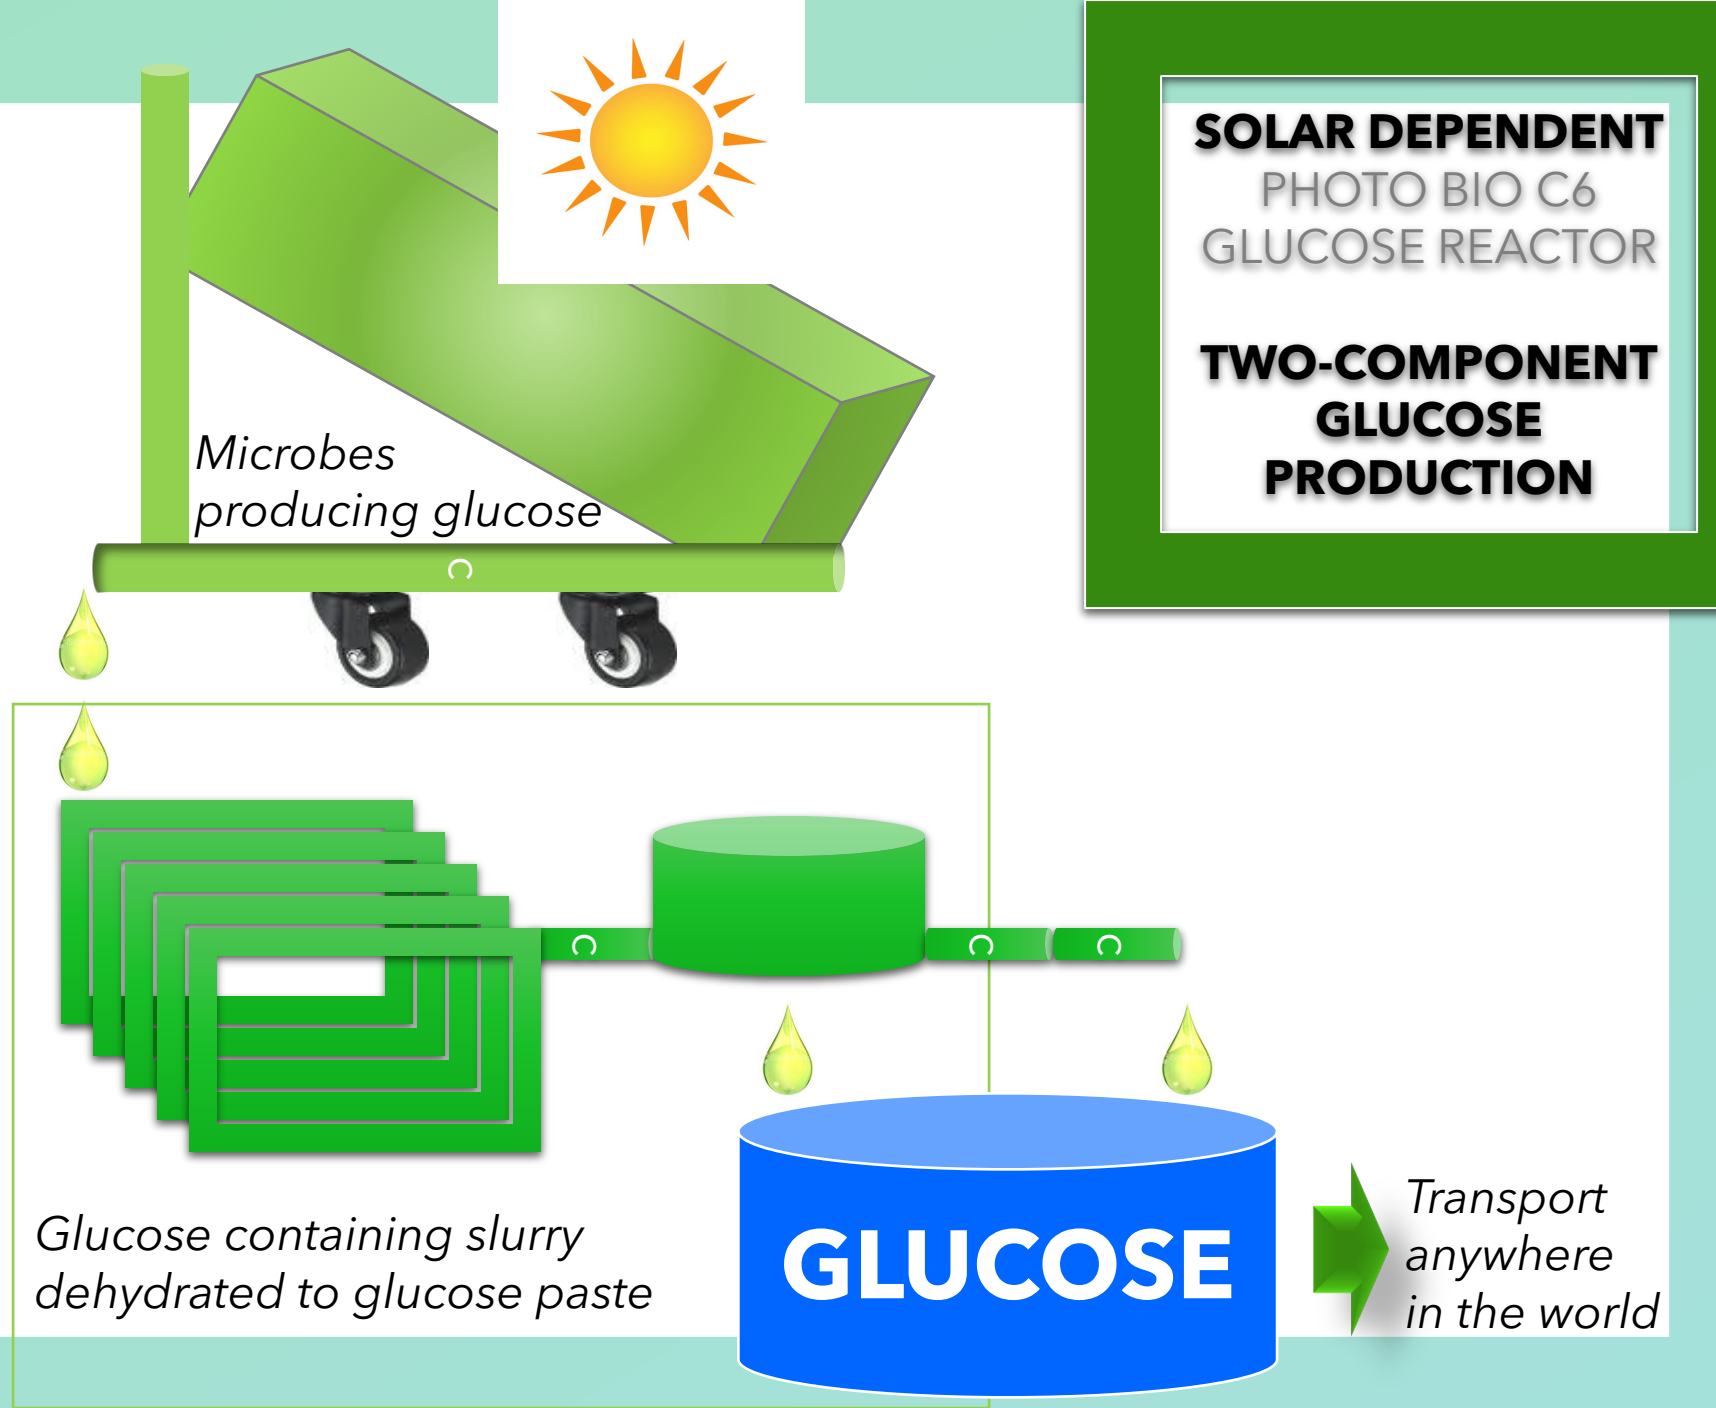 SOLAR DEPENDENT
PHOTO BIO C6
GLUCOSE REACTOR
TWO-COMPONENT
GLUCOSE
PRODUCTION
Microbes
producing glucose
Glucose containing slurry
dehydrated to glucose paste
GLUCOSE
Transport
anywhere
in the world